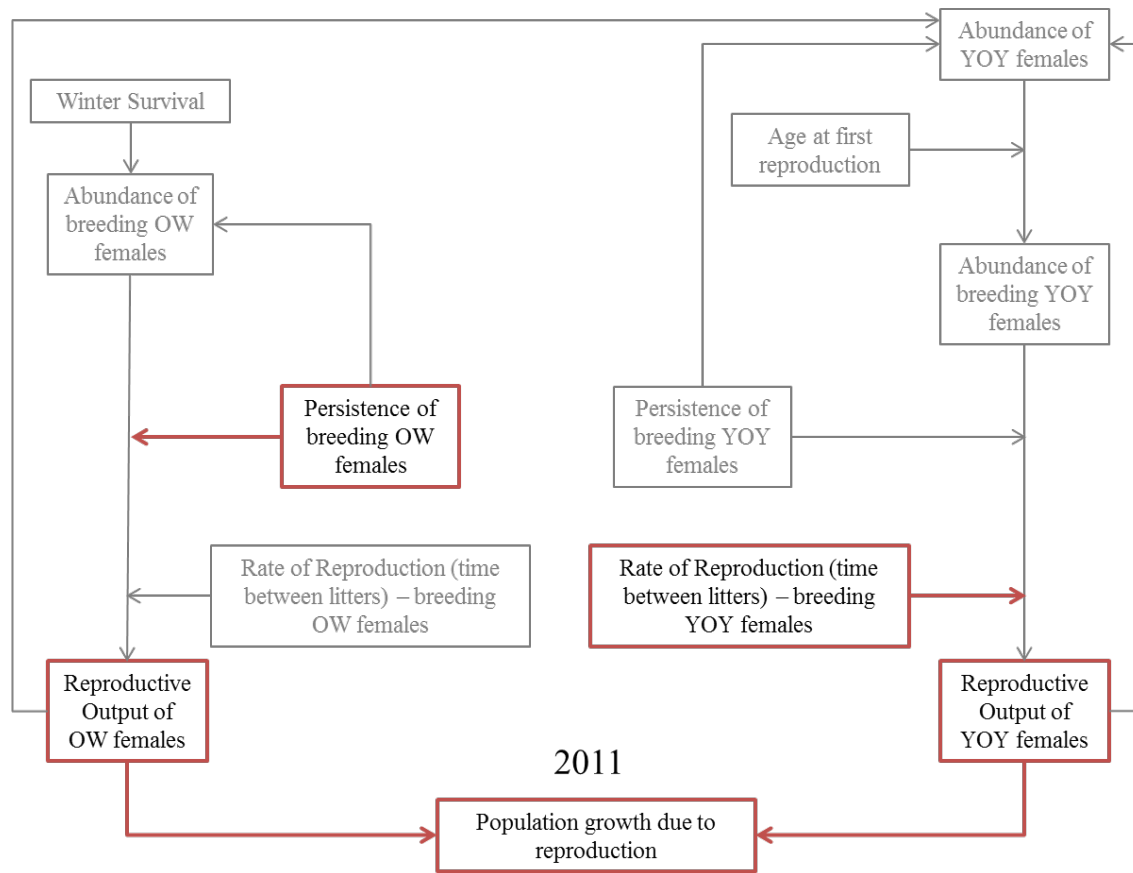 Abundance of
YOY females
Winter Survival
Age at first
reproduction
Abundance of
breeding OW
females
Abundance of
breeding YOY
females
Persistence of
breeding OW
females
Persistence of
breeding YOY
females
Rate of Reproduction (time
between litters) – breeding
OW females
Rate of Reproduction (time
between litters) – breeding
YOY females
Reproductive
Output of
OW females
Reproductive
Output of
YOY females
2011
Population growth due to
reproduction